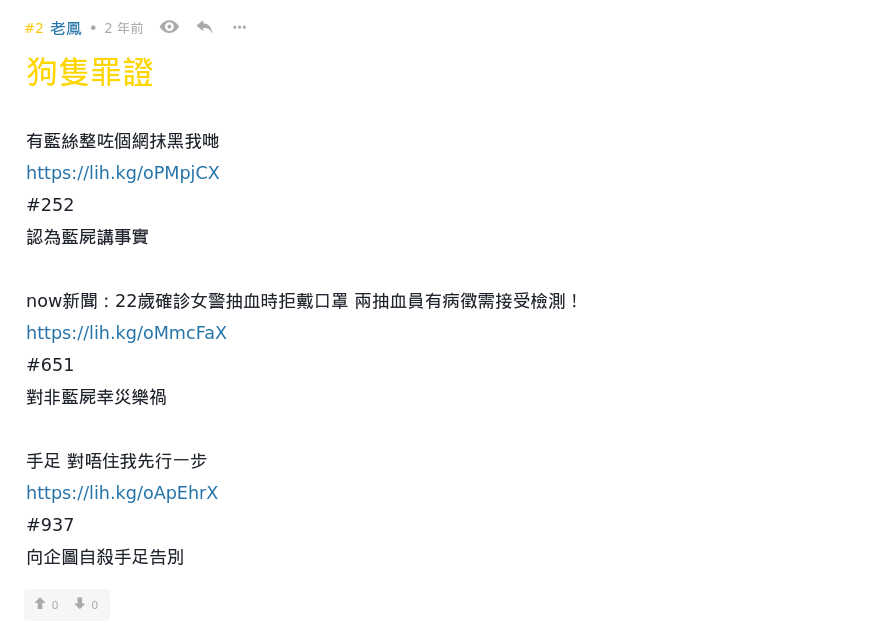 #2 老鳳 • 2 年前
狗隻罪證
有藍絲整咗個網抹黑我哋
https://lih.kg/oPMpjCX
#252
認為藍屍講事實
now新聞：22歲確診女警抽血時拒戴口罩 兩抽血員有病徵需接受檢測！
https://lih.kg/oMmcFaX
#651
對非藍屍幸災樂禍
手足 對唔住我先行一步
https://lih.kg/oApEhrX
#937
向企圖自殺手足告別
0 0